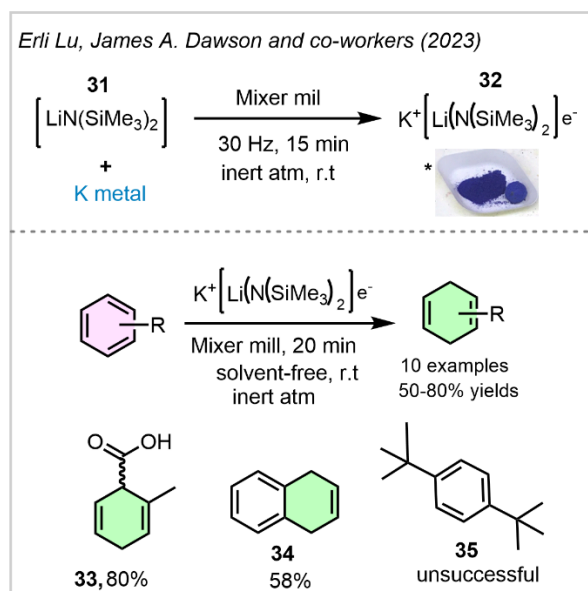 Erli Lu, James A. Dawson and co-workers (2023)
31
[LiN(SiMe3)2]
+
K metal
Mixer mil
30 Hz, 15 min
inert atm, r.t
32
K+[Li(N(SiMe3)2]e-
*
R
K+[Li(N(SiMe3)2]e-
Mixer mill, 20 min
solvent-free, r.t
inert atm
R
10 examples
50-80% yields
O OH
33, 80%
34
58%
35
unsuccessful